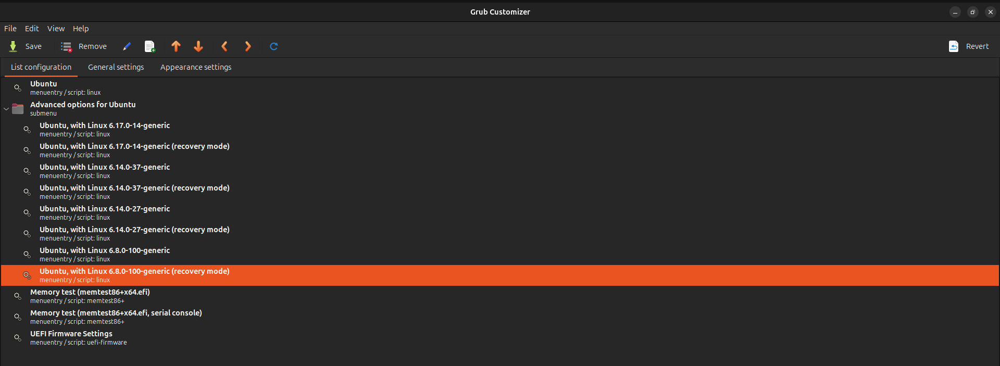 Grub Customizer
File Edit View Help
Save Remove Revert
List configuration General settings Appearance settings
Ubuntu
menuentry / script: linux
Advanced options for Ubuntu
submenu
Ubuntu, with Linux 6.17.0-14-generic
menuentry / script: linux
Ubuntu, with Linux 6.17.0-14-generic (recovery mode)
menuentry / script: linux
Ubuntu, with Linux 6.14.0-37-generic
menuentry / script: linux
Ubuntu, with Linux 6.14.0-37-generic (recovery mode)
menuentry / script: linux
Ubuntu, with Linux 6.14.0-27-generic
menuentry / script: linux
Ubuntu, with Linux 6.14.0-27-generic (recovery mode)
menuentry / script: linux
Ubuntu, with Linux 6.8.0-100-generic
menuentry / script: linux
Ubuntu, with Linux 6.8.0-100-generic (recovery mode)
menuentry / script: linux
Memory test (memtest86+x64.efi)
menuentry / script: memtest86+
Memory test (memtest86+x64.efi, serial console)
menuentry / script: memtest86+
UEFI Firmware Settings
menuentry / script: uefi-firmware